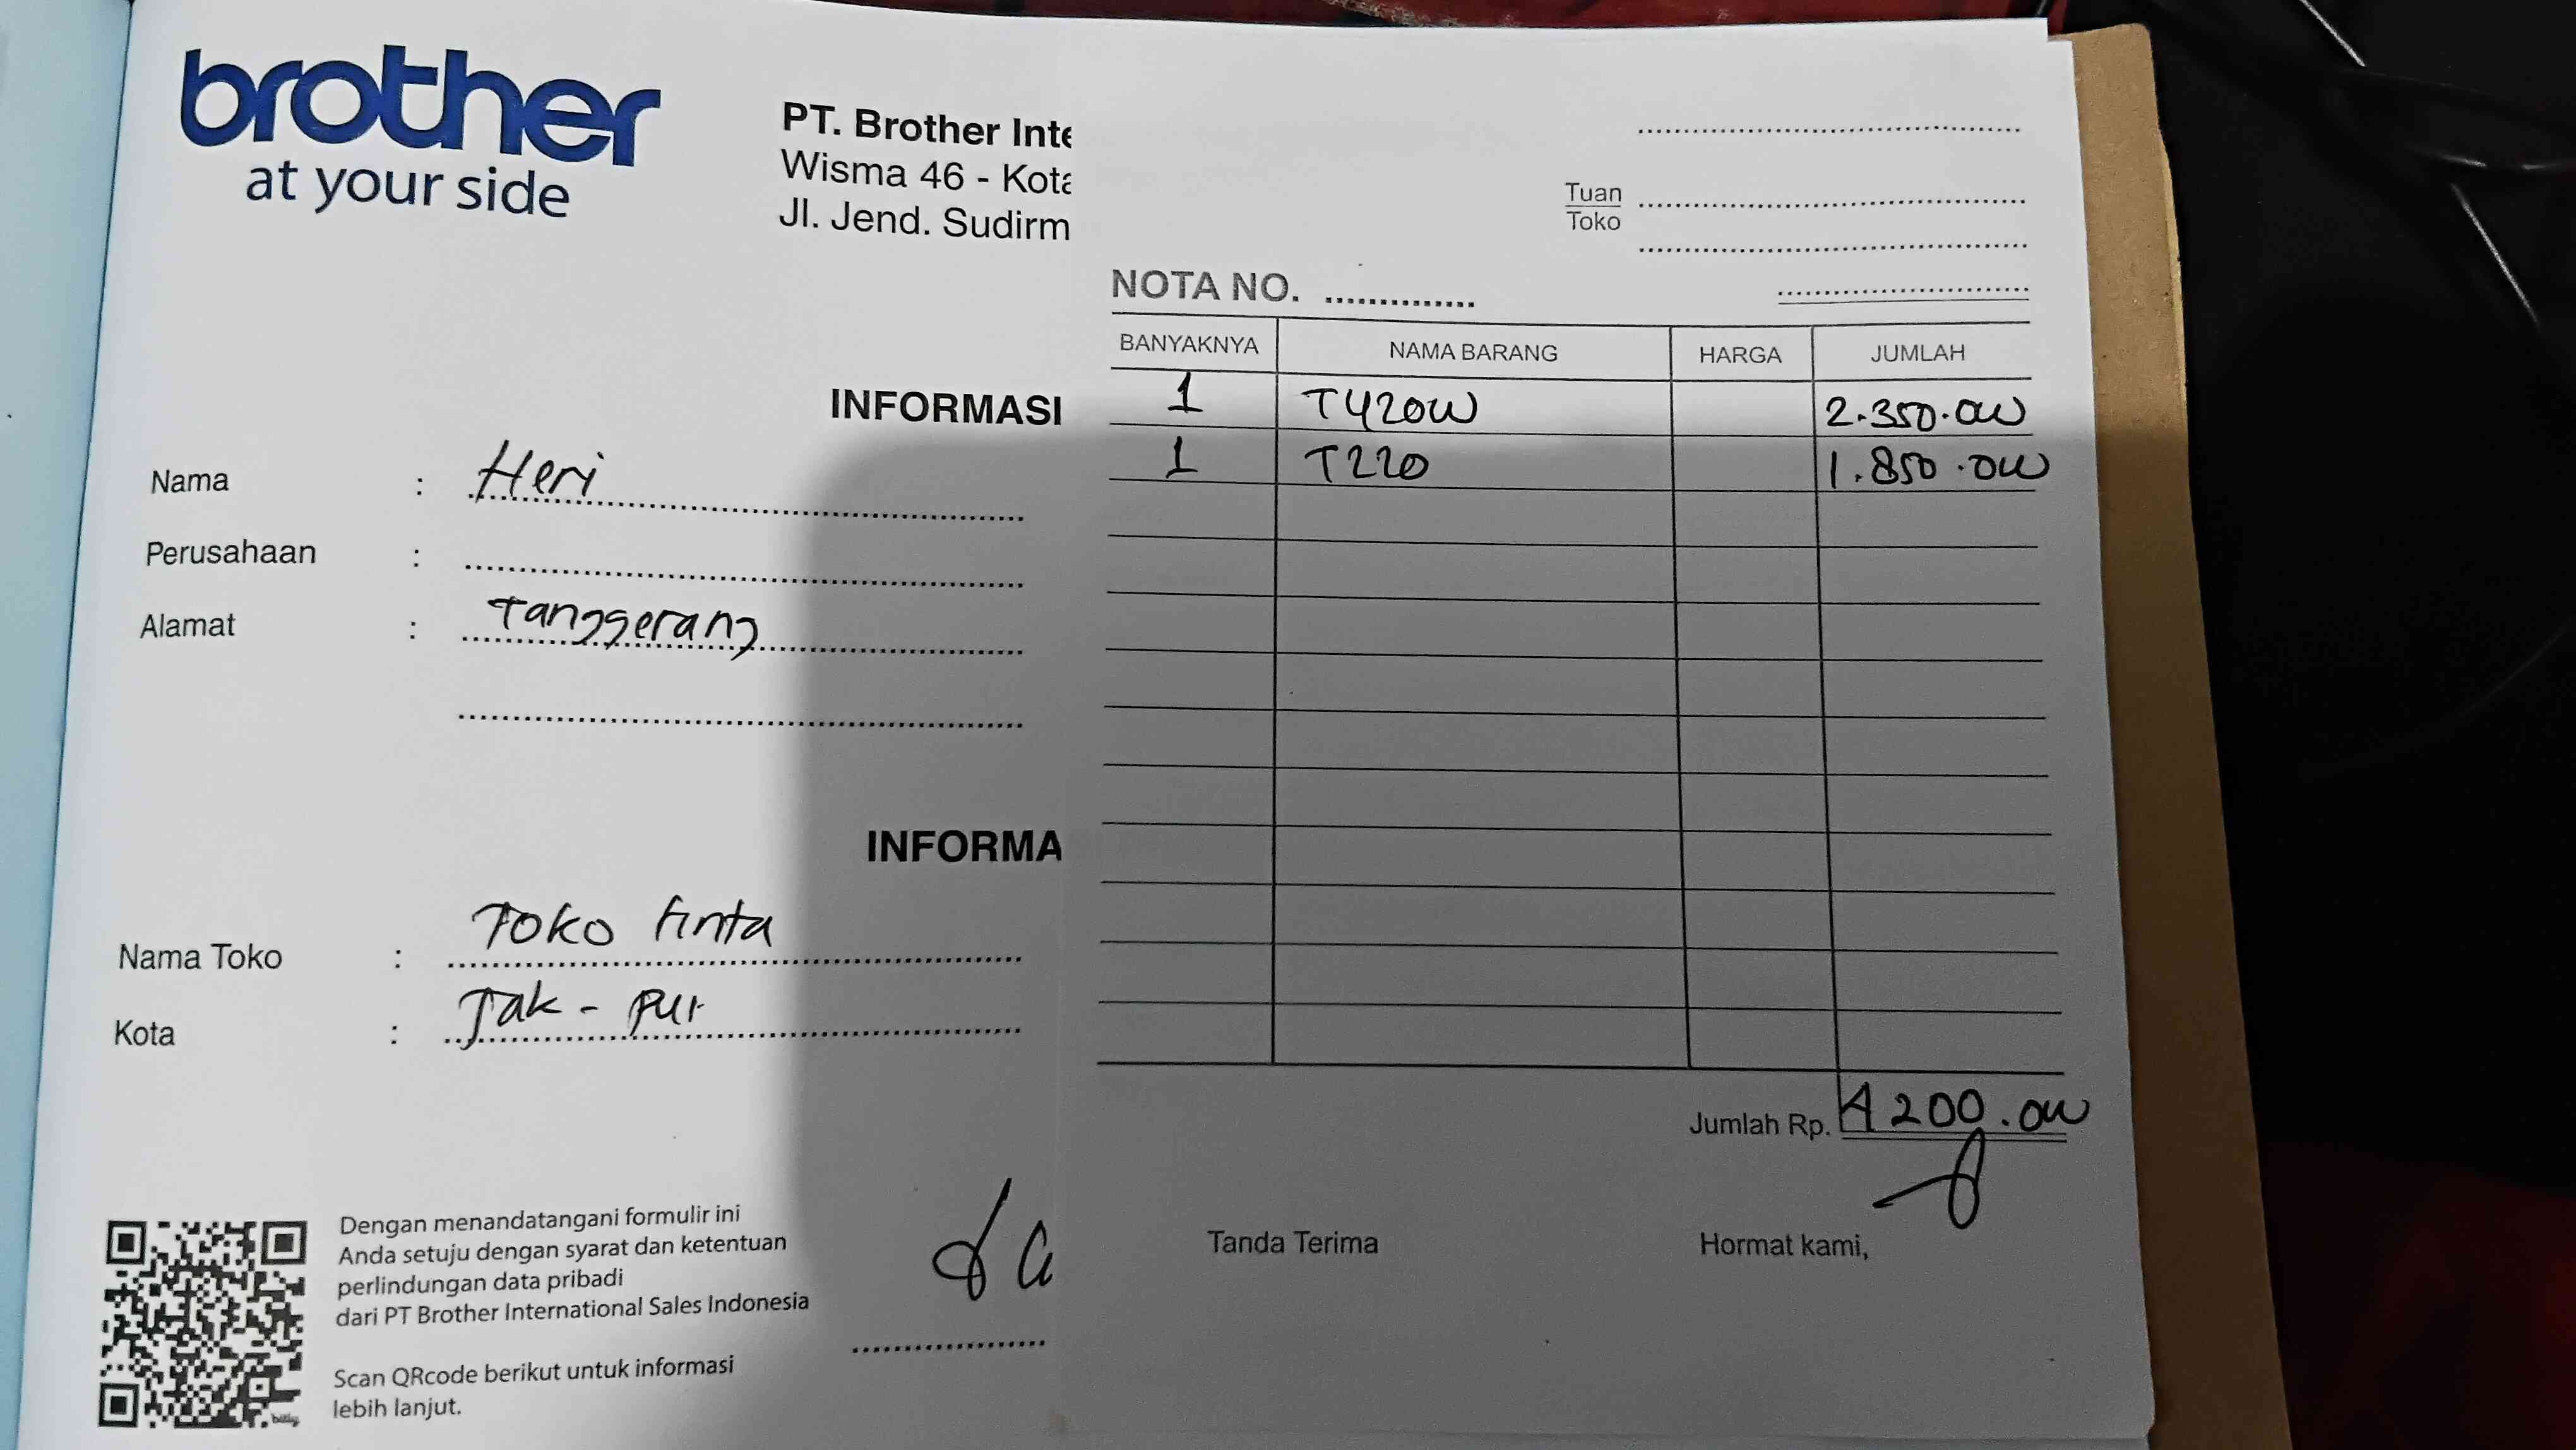 brother
at your side
PT. Brother Inte
Wisma 46 - Kota
Jl. Jend. Sudirm
INFORMASI
Nama : Heri
Perusahaan :
Alamat : Tanggerang
INFORMA
Nama Toko : Toko tinta
Kota : Jak - Pur
Dengan menandatangani formulir ini
Anda setuju dengan syarat dan ketentuan
perlindungan data pribadi
dari PT Brother International Sales Indonesia
Scan QRcode berikut untuk informasi
lebih lanjut.
Tuan
Toko
NOTA NO.
BANYAKNYA NAMA BARANG HARGA JUMLAH
1 T420W 2.350.000
1 T220 1.850.000
Jumlah Rp. 4200.000
Tanda Terima Hormat kami,